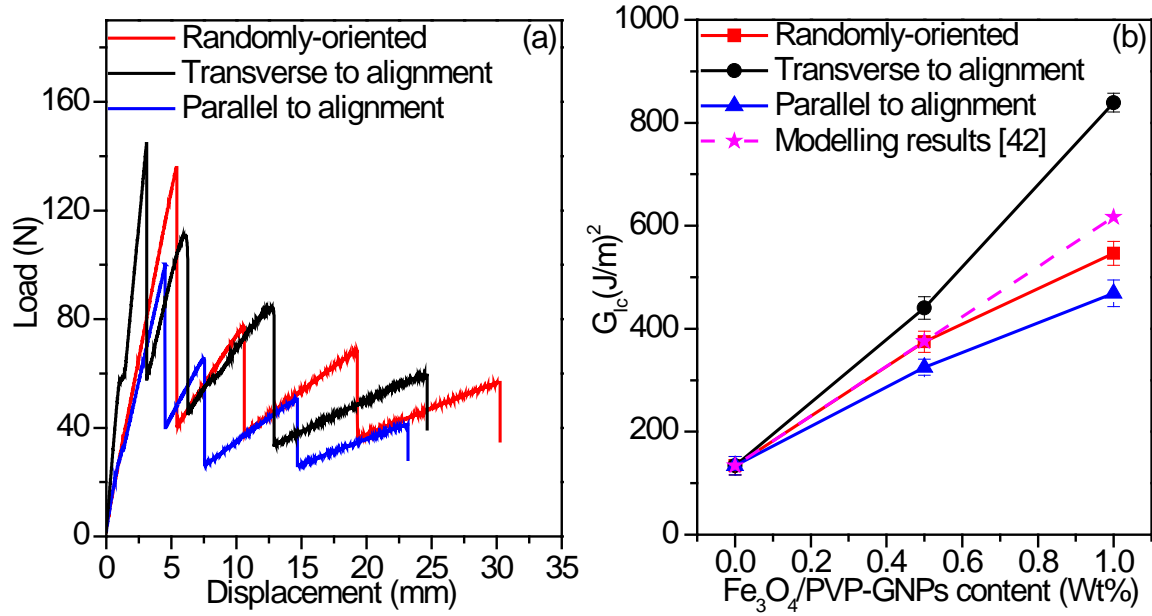 (a)
Randomly-oriented
Transverse to alignment
Parallel to alignment
160
120
80
40
0
Load (N)
0 5 10 15 20 25 30 35
Displacement (mm)
(b)
Randomly-oriented
Transverse to alignment
Parallel to alignment
Modelling results [42]
1000
800
600
400
200
0
G_Ic(J/m)²
0.0 0.2 0.4 0.6 0.8 1.0
Fe₃O₄/PVP-GNPs content (Wt%)